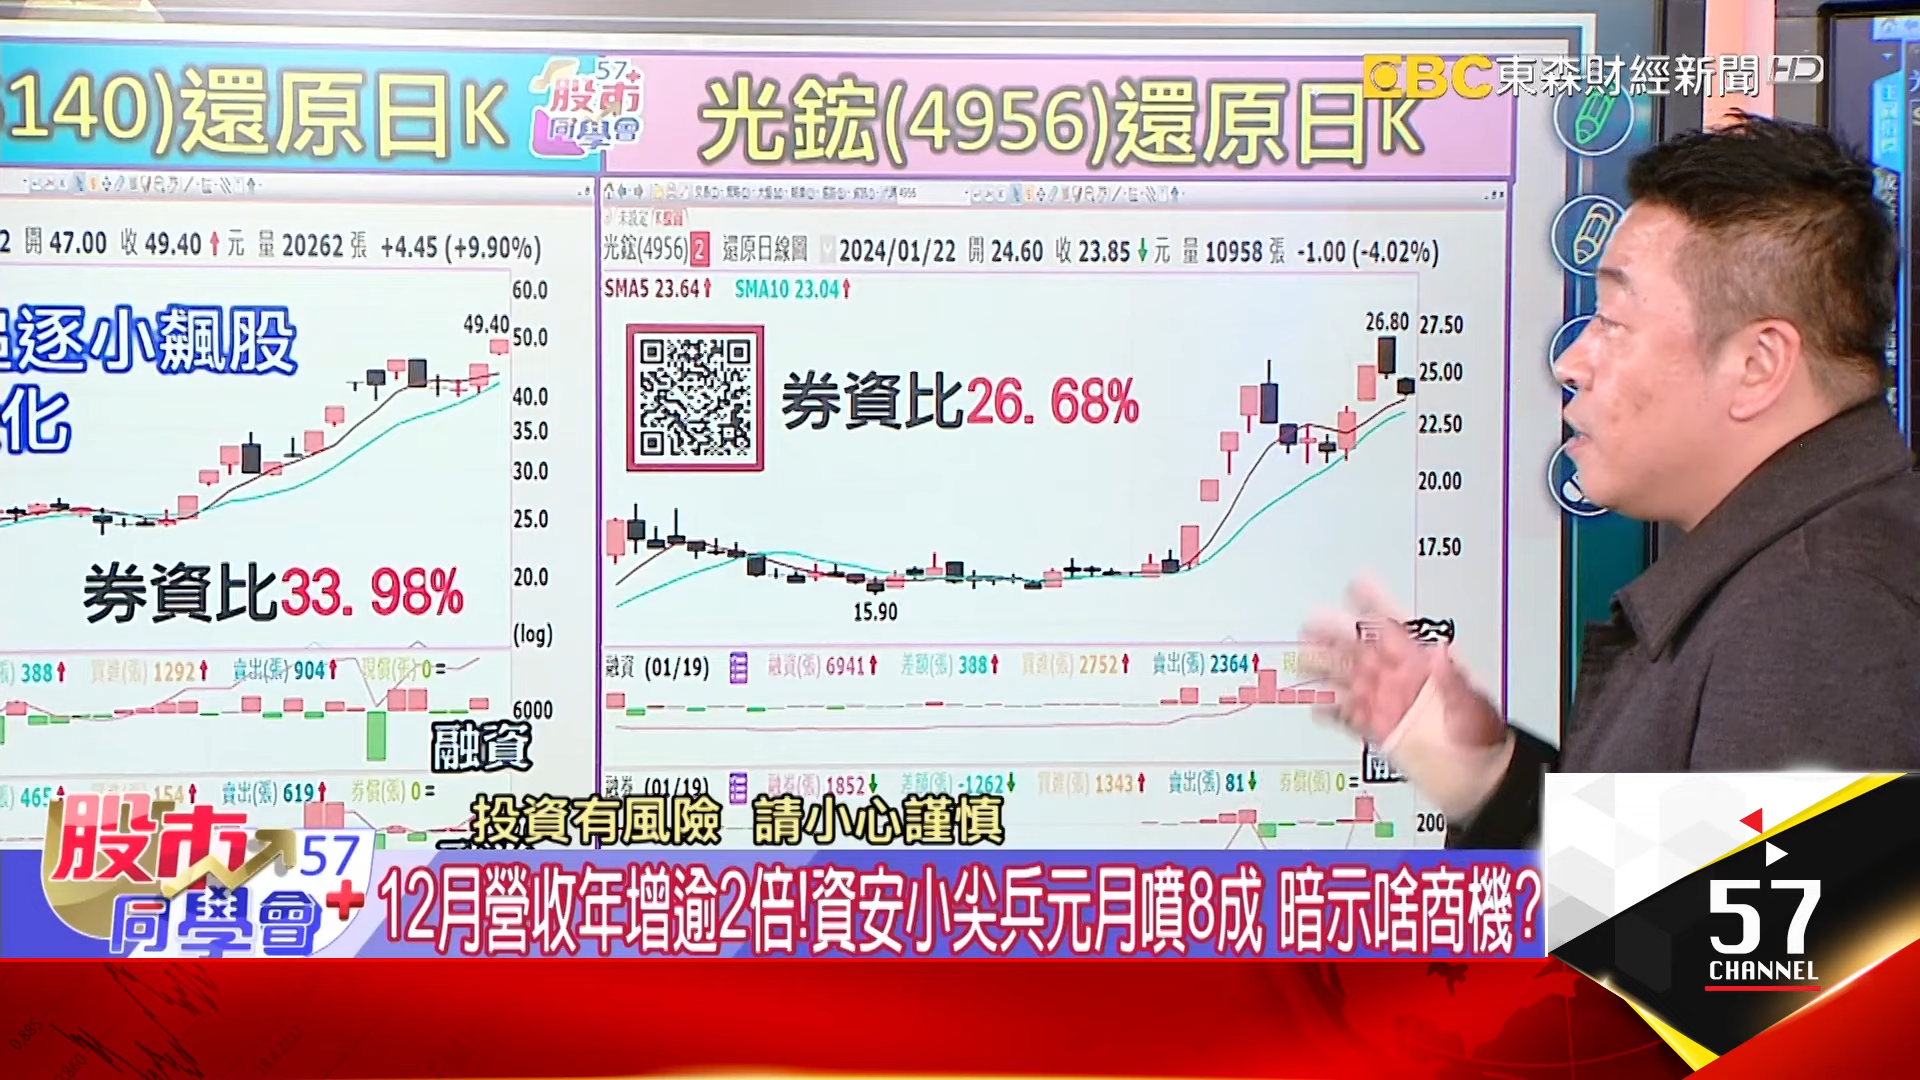 140)還原日K
57+
股市
同學會
光鋐(4956)還原日K
EBC東森財經新聞HD
2 開 47.00 收 49.40 元 量 20262 張 +4.45 (+9.90%)
追逐小飆股
化
49.40
60.0
50.0
40.0
35.0
30.0
25.0
20.0
(log)
券資比33.98%
388 買進(張) 1292 賣出(張) 904 現償(張) 0 =
6000
融資
465 154 賣出(張) 619 券償(張) 0 =
光鋐(4956) 2 還原日線圖 2024/01/22 開 24.60 收 23.85 元 量 10958 張 -1.00 (-4.02%)
SMA5 23.64 SMA10 23.04
券資比26.68%
26.80
27.50
25.00
22.50
20.00
17.50
15.90
融資 (01/19) 融資(張) 6941 差額(張) 388 買進(張) 2752 賣出(張) 2364
融券 (01/19) 融券(張) 1852 差額(張) -1262 買進(張) 1343 賣出(張) 81 券償(張) 0 =
200
投資有風險 請小心謹慎
股市57
同學會+
12月營收年增逾2倍!資安小尖兵元月噴8成 暗示啥商機?
57
CHANNEL